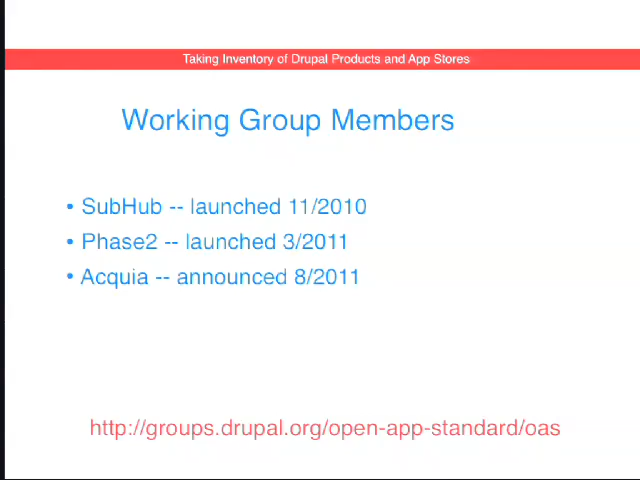 Taking Inventory of Drupal Products and App Stores
Working Group Members
• SubHub -- launched 11/2010
• Phase2 -- launched 3/2011
• Acquia -- announced 8/2011
http://groups.drupal.org/open-app-standard/oas